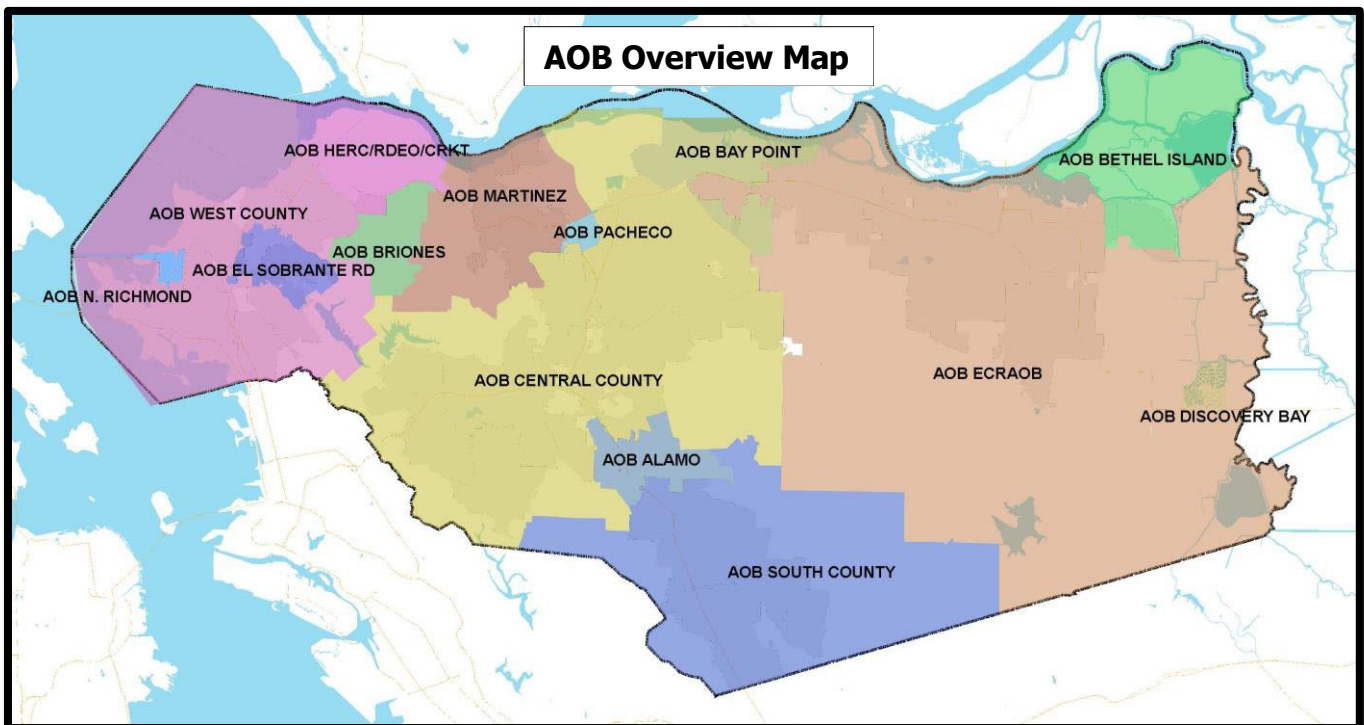 AOB Overview Map
AOB HERC/RDEO/CRKT
AOB BAY POINT
AOB BETHEL ISLAND
AOB MARTINEZ
AOB WEST COUNTY
AOB PACHECO
AOB BRIONES
AOB EL SOBRANTE RD
AOB N. RICHMOND
AOB CENTRAL COUNTY
AOB ECRAOB
AOB DISCOVERY BAY
AOB ALAMO
AOB SOUTH COUNTY